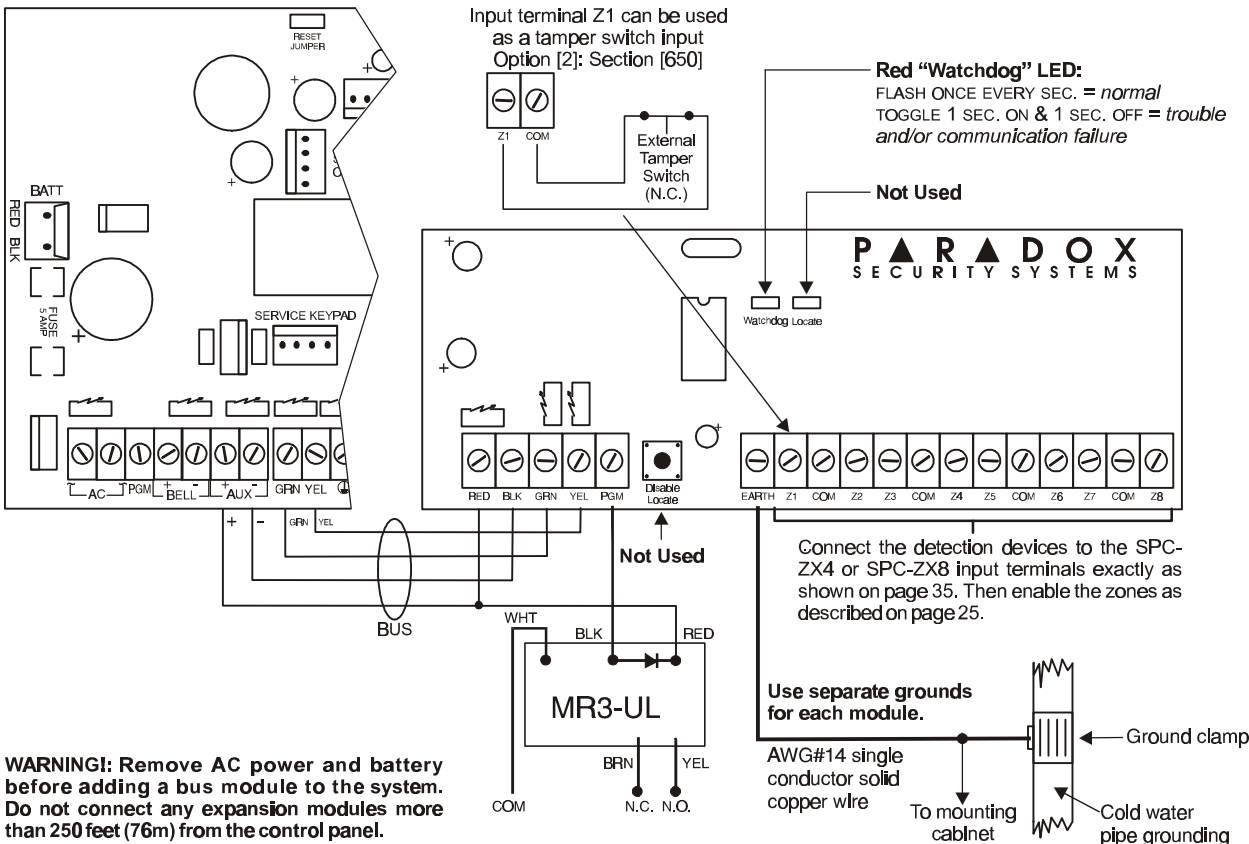 RESET
JUMPER
BATT
RED BLK
FUSE
5 AMP
SERVICE KEYPAD
~ AC ~ PGM + - BELL + - AUX GRN YEL
+ - GRN YEL
BUS
Input terminal Z1 can be used
as a tamper switch input
Option [2]: Section [650]
Z1 COM
External
Tamper
Switch
(N.C.)
Red “Watchdog” LED:
FLASH ONCE EVERY SEC. = normal
TOGGLE 1 SEC. ON & 1 SEC. OFF = trouble
and/or communication failure
Not Used
PARADOX
SECURITY SYSTEMS
Watchdog Locate
RED BLK GRN YEL PGM
Disable
Locate
Not Used
EARTH Z1 COM Z2 Z3 COM Z4 Z5 COM Z6 Z7 COM Z8
Connect the detection devices to the SPC-
ZX4 or SPC-ZX8 input terminals exactly as
shown on page 35. Then enable the zones as
described on page 25.
WHT BLK RED
MR3-UL
BRN YEL
COM N.C. N.O.
Use separate grounds
for each module.
AWG#14 single
conductor solid
copper wire
To mounting
cabinet
Ground clamp
Cold water
pipe grounding
WARNING!: Remove AC power and battery
before adding a bus module to the system.
Do not connect any expansion modules more
than 250 feet (76m) from the control panel.